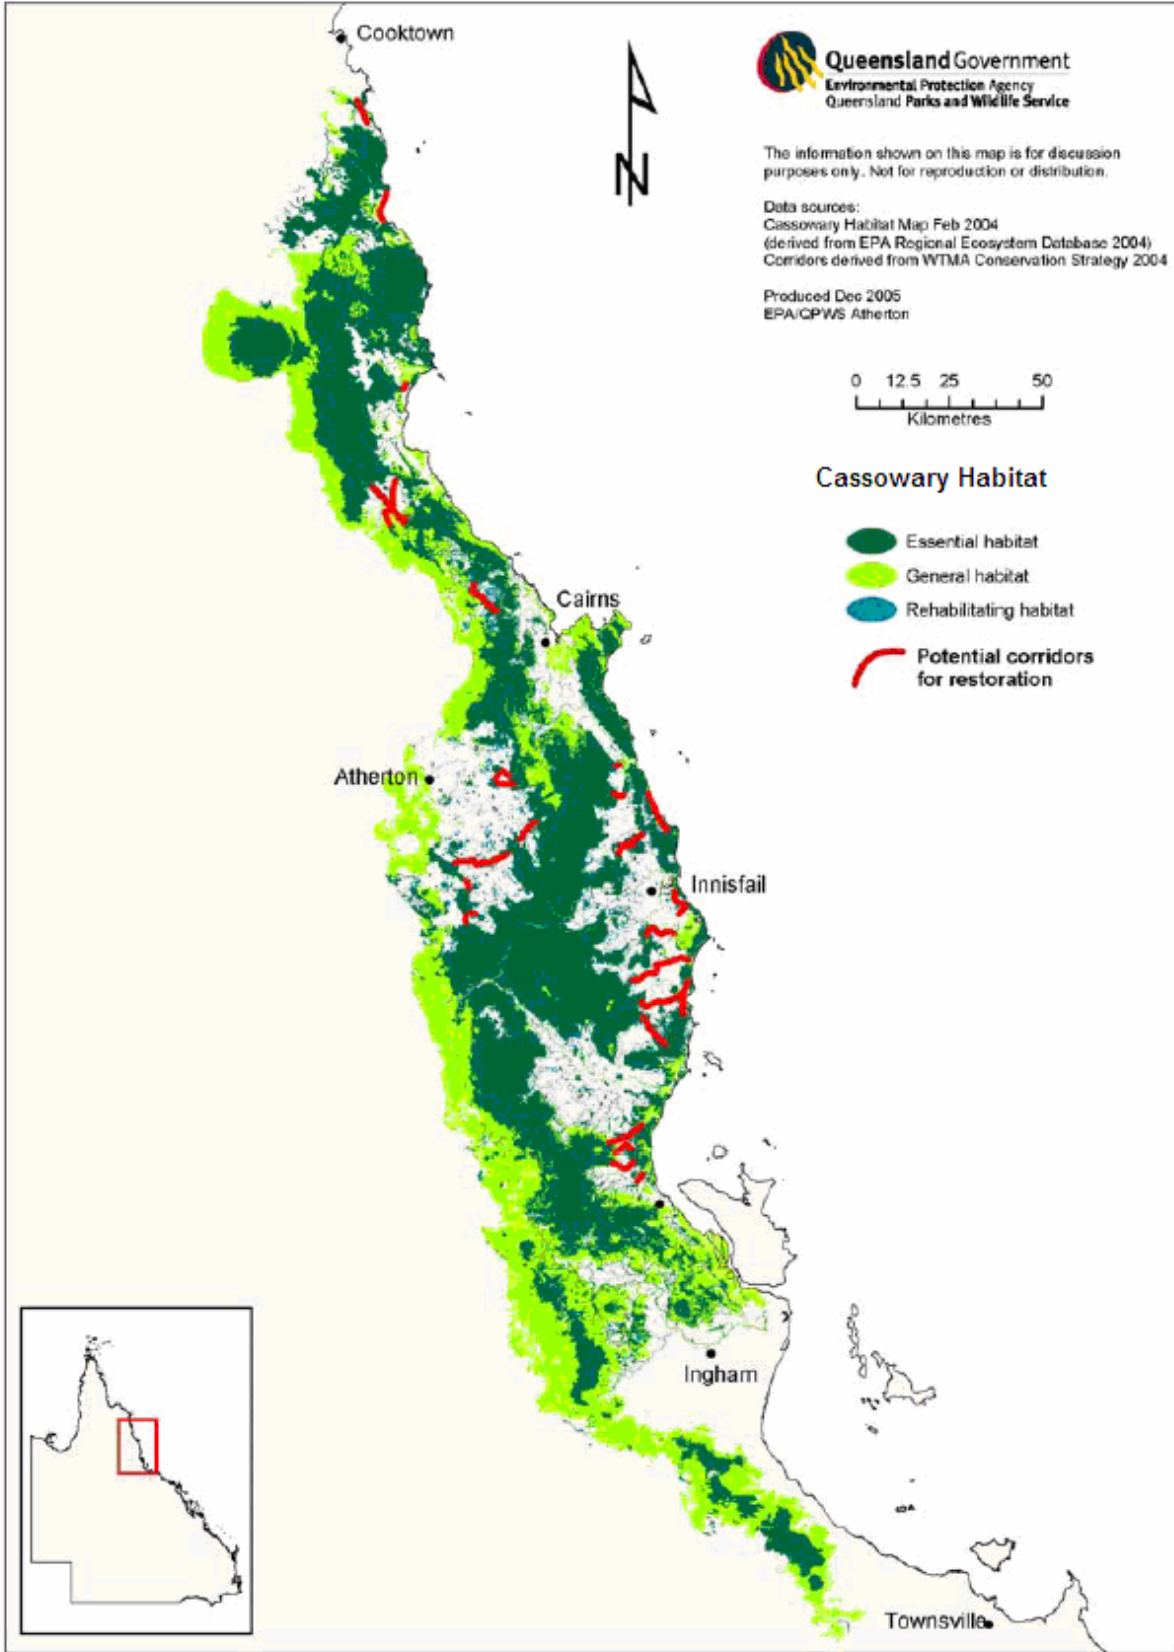 Cooktown
Queensland Government
Environmental Protection Agency
Queensland Parks and Wildlife Service
N
The information shown on this map is for discussion
purposes only. Not for reproduction or distribution.
Data sources:
Cassowary Habitat Map Feb 2004
(derived from EPA Regional Ecosystem Database 2004)
Corridors derived from WTMA Conservation Strategy 2004
Produced Dec 2005
EPA/QPWS Atherton
0 12.5 25 50
Kilometres
Cassowary Habitat
Essential habitat
General habitat
Rehabilitating habitat
Potential corridors
for restoration
Cairns
Atherton
Innisfail
Ingham
Townsville